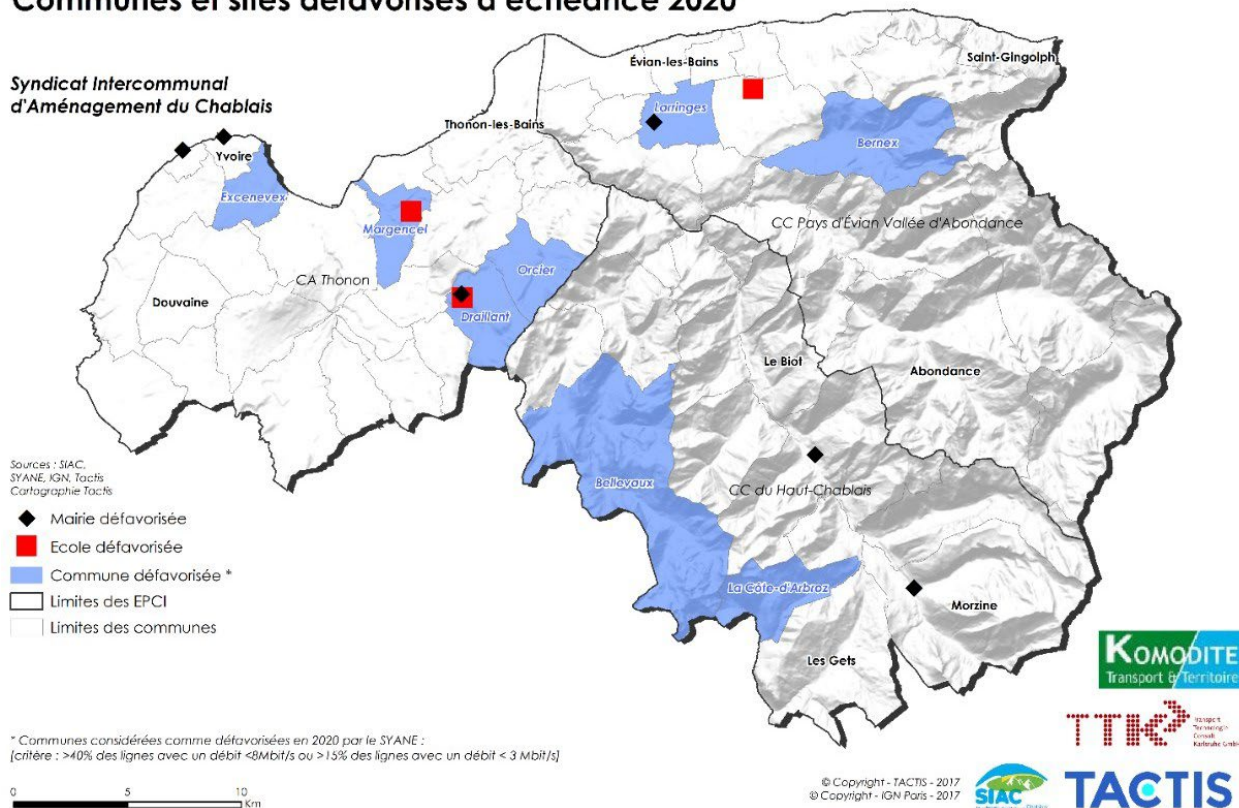 Communes et sites défavorisés à échéance 2020
Syndicat Intercommunal
d'Aménagement du Chablais
Saint-Gingolph
Évian-les-Bains
Larringes
Thonon-les-Bains
Bernex
Yvoire
Excenevex
Margencel
CC Pays d'Évian Vallée d'Abondance
Orcier
CA Thonon
Douvaine
Draillant
Le Biot
Abondance
Bellevaux
CC du Haut-Chablais
La Côte-d'Arbroz
Morzine
Les Gets
Sources : SIAC,
SYANE, IGN, Tactis
Cartographie Tactis
Mairie défavorisée
Ecole défavorisée
Commune défavorisée *
Limites des EPCI
Limites des communes
* Communes considérées comme défavorisées en 2020 par le SYANE :
[critère : >40% des lignes avec un débit <8Mbit/s ou >15% des lignes avec un débit < 3 Mbit/s]
0 5 10
Km
KOMODITE
Transport & Territoire
TTK
Transport
Technologie
Consult
Karlsruhe GmbH
© Copyright - TACTIS - 2017
© Copyright - IGN Paris - 2017
SIAC
TACTIS